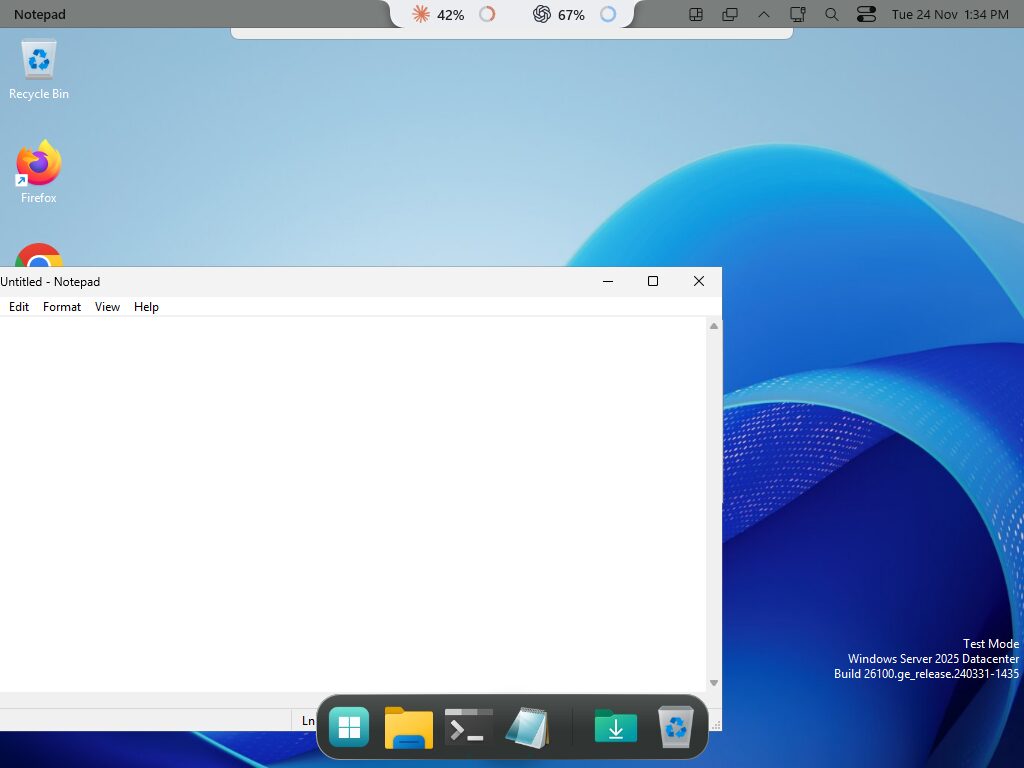 Notepad
42%
67%
Tue 24 Nov 1:34 PM
Recycle Bin
Firefox
Untitled - Notepad
Edit Format View Help
Test Mode
Windows Server 2025 Datacenter
Build 26100.ge_release.240331-1435
Ln